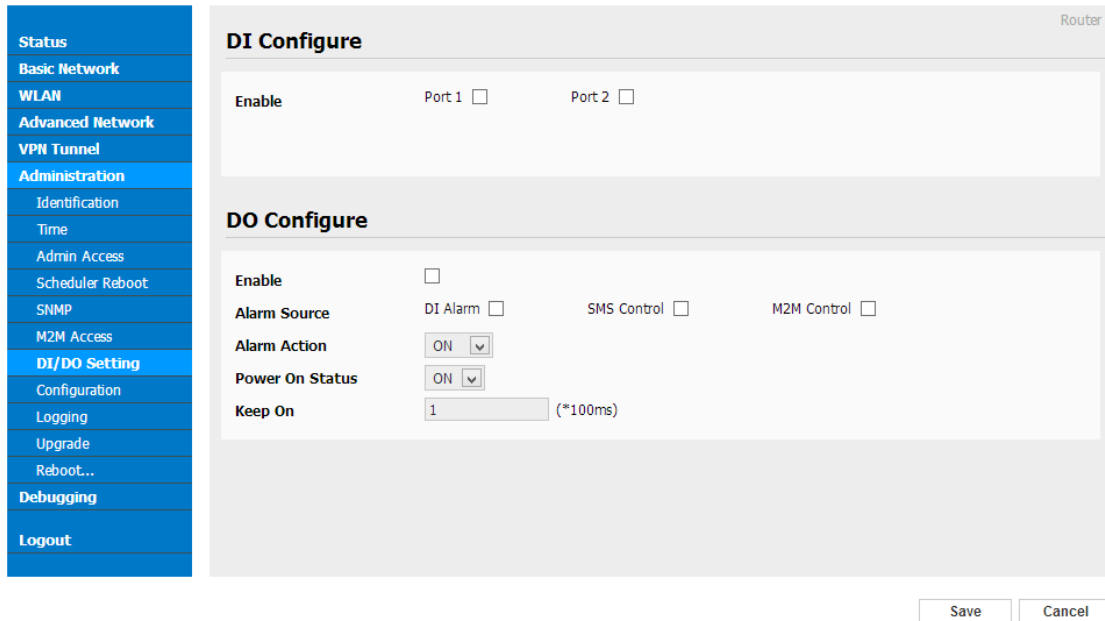 Router
Status
Basic Network
WLAN
Advanced Network
VPN Tunnel
Administration
Identification
Time
Admin Access
Scheduler Reboot
SNMP
M2M Access
DI/DO Setting
Configuration
Logging
Upgrade
Reboot...
Debugging
Logout
DI Configure
Enable Port 1 Port 2
DO Configure
Enable
Alarm Source DI Alarm SMS Control M2M Control
Alarm Action ON
Power On Status ON
Keep On 1 (*100ms)
Save Cancel